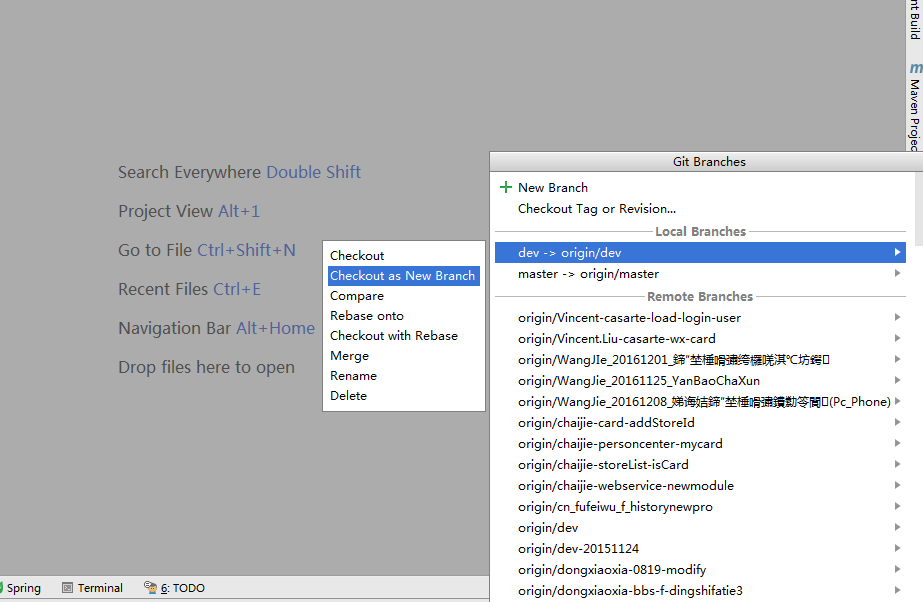 nt Build
Maven Projec
Search Everywhere Double Shift
Project View Alt+1
Go to File Ctrl+Shift+N
Recent Files Ctrl+E
Navigation Bar Alt+Home
Drop files here to open
Checkout
Checkout as New Branch
Compare
Rebase onto
Checkout with Rebase
Merge
Rename
Delete
Git Branches
New Branch
Checkout Tag or Revision...
Local Branches
dev -> origin/dev
master -> origin/master
Remote Branches
origin/Vincent-casarte-load-login-user
origin/Vincent.Liu-casarte-wx-card
origin/WangJIe_20161201_
origin/WangJie_20161125_YanBaoChaXun
origin/WangJie_20161208_ (Pc_Phone)
origin/chaijie-card-addStoreId
origin/chaijie-personcenter-mycard
origin/chaijie-storeList-isCard
origin/chaijie-webservice-newmodule
origin/cn_fufeiwu_f_historynewpro
origin/dev
origin/dev-20151124
origin/dongxiaoxia-0819-modify
origin/dongxiaoxia-bbs-f-dingshifatie3
Spring
Terminal
6: TODO